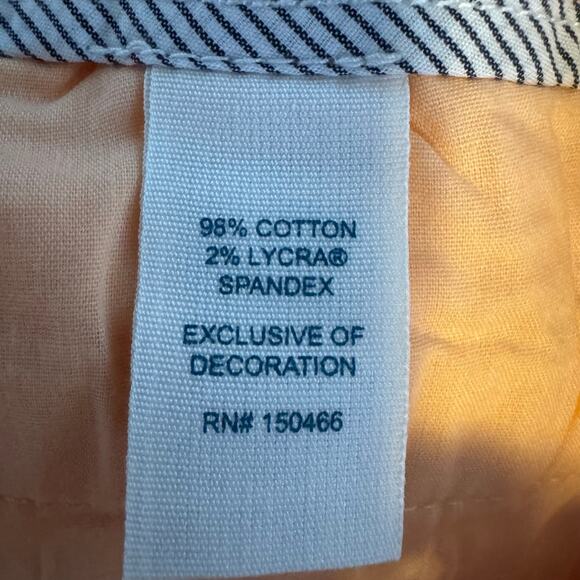 98% COTTON
2% LYCRA®
SPANDEX
EXCLUSIVE OF
DECORATION
RN# 150466